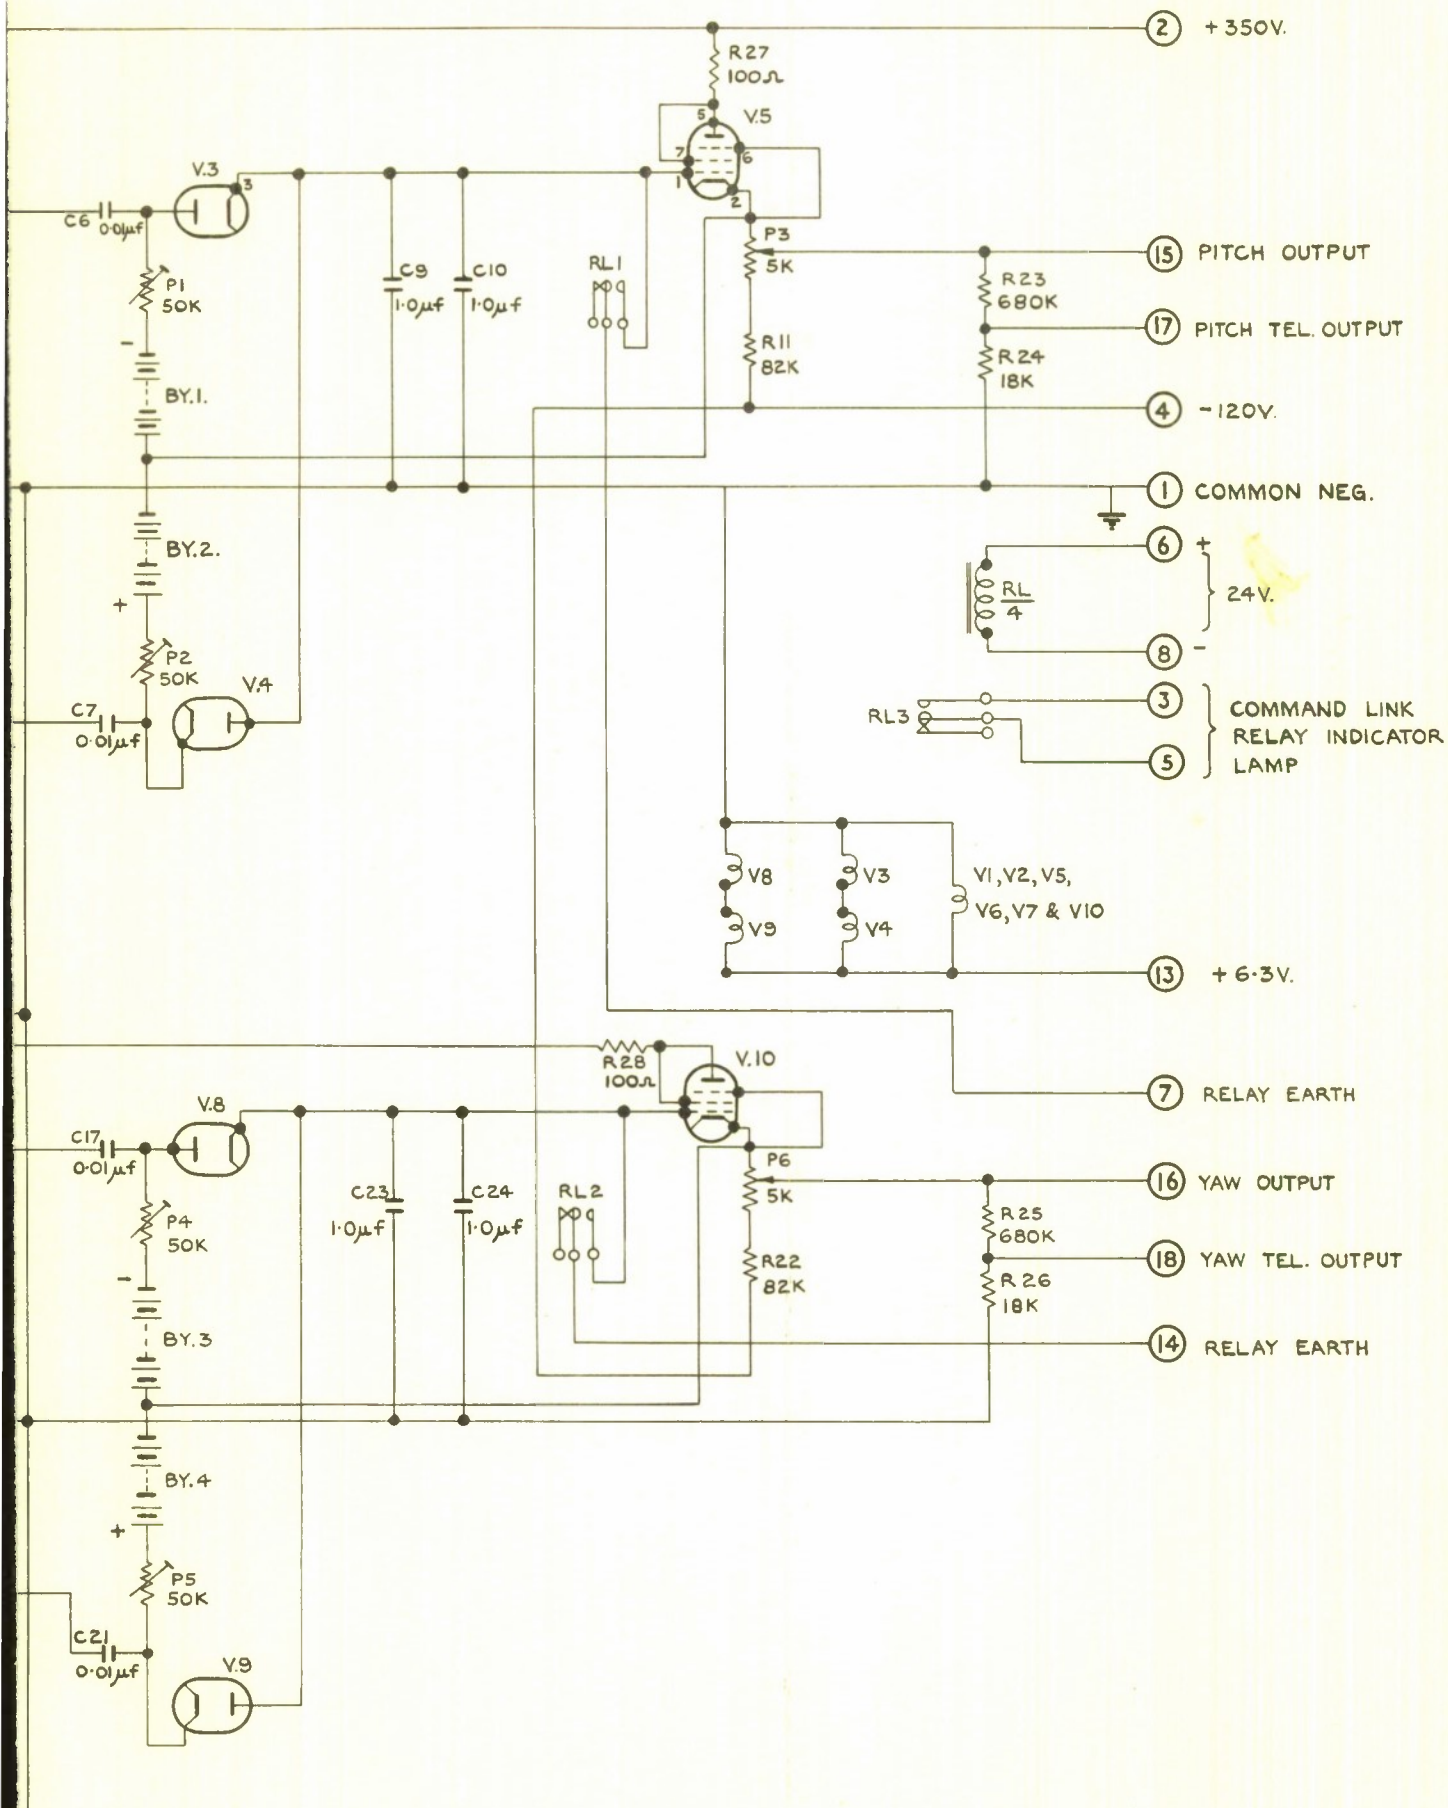 2 +350V.
R27
100Ω
V.5
5
7
6
1
2
V.3
3
C6
0·01µf
P1
50K
-
BY.1.
C9
1·0µf
C10
1·0µf
RL1
P3
5K
R11
82K
15 PITCH OUTPUT
R23
680K
17 PITCH TEL. OUTPUT
R24
18K
4 -120V.
1 COMMON NEG.
BY.2.
+
P2
50K
C7
0·01µf
V.4
6 +
RL
4
24V.
8 -
RL3
3
5
COMMAND LINK
RELAY INDICATOR
LAMP
V8
V9
V3
V4
V1,V2,V5,
V6,V7 & V10
13 +6·3V.
R28
100Ω
V.10
7 RELAY EARTH
V.8
C17
0·01µf
P4
50K
-
BY.3
C23
1·0µf
C24
1·0µf
RL2
P6
5K
R22
82K
16 YAW OUTPUT
R25
680K
18 YAW TEL. OUTPUT
R26
18K
14 RELAY EARTH
BY.4
+
P5
50K
C21
0·01µf
V.9